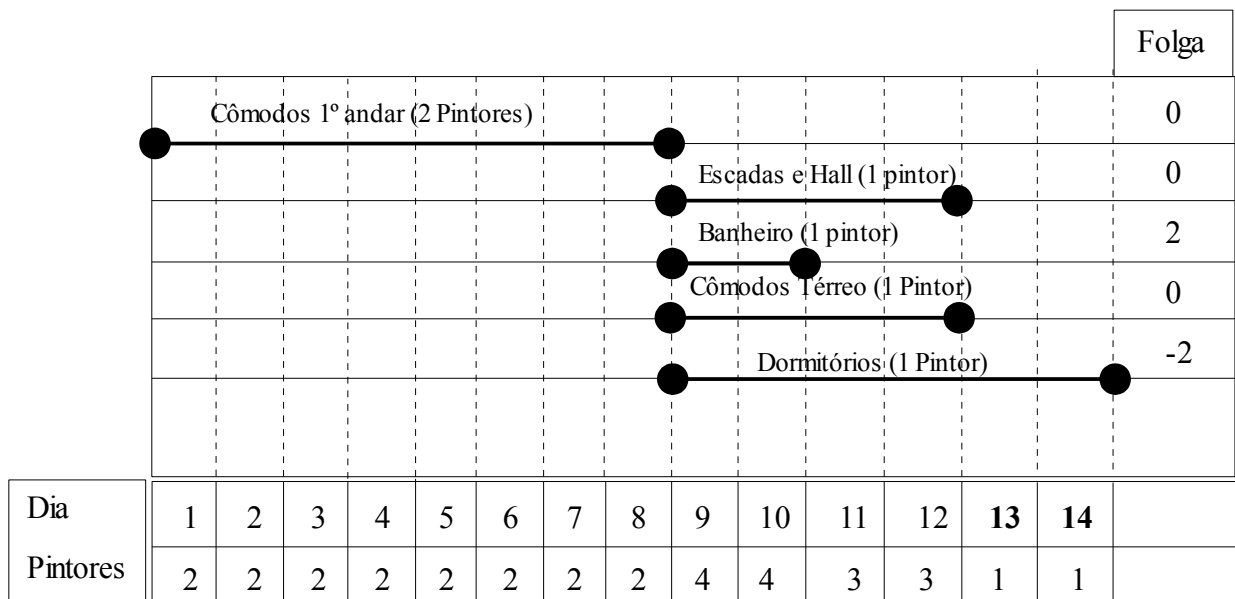 Folga
Cômodos 1º andar (2 Pintores)
0
Escadas e Hall (1 pintor)
0
Banheiro (1 pintor)
2
Cômodos Térreo (1 Pintor)
0
Dormitórios (1 Pintor)
-2
Dia 1 2 3 4 5 6 7 8 9 10 11 12 13 14
Pintores 2 2 2 2 2 2 2 2 4 4 3 3 1 1